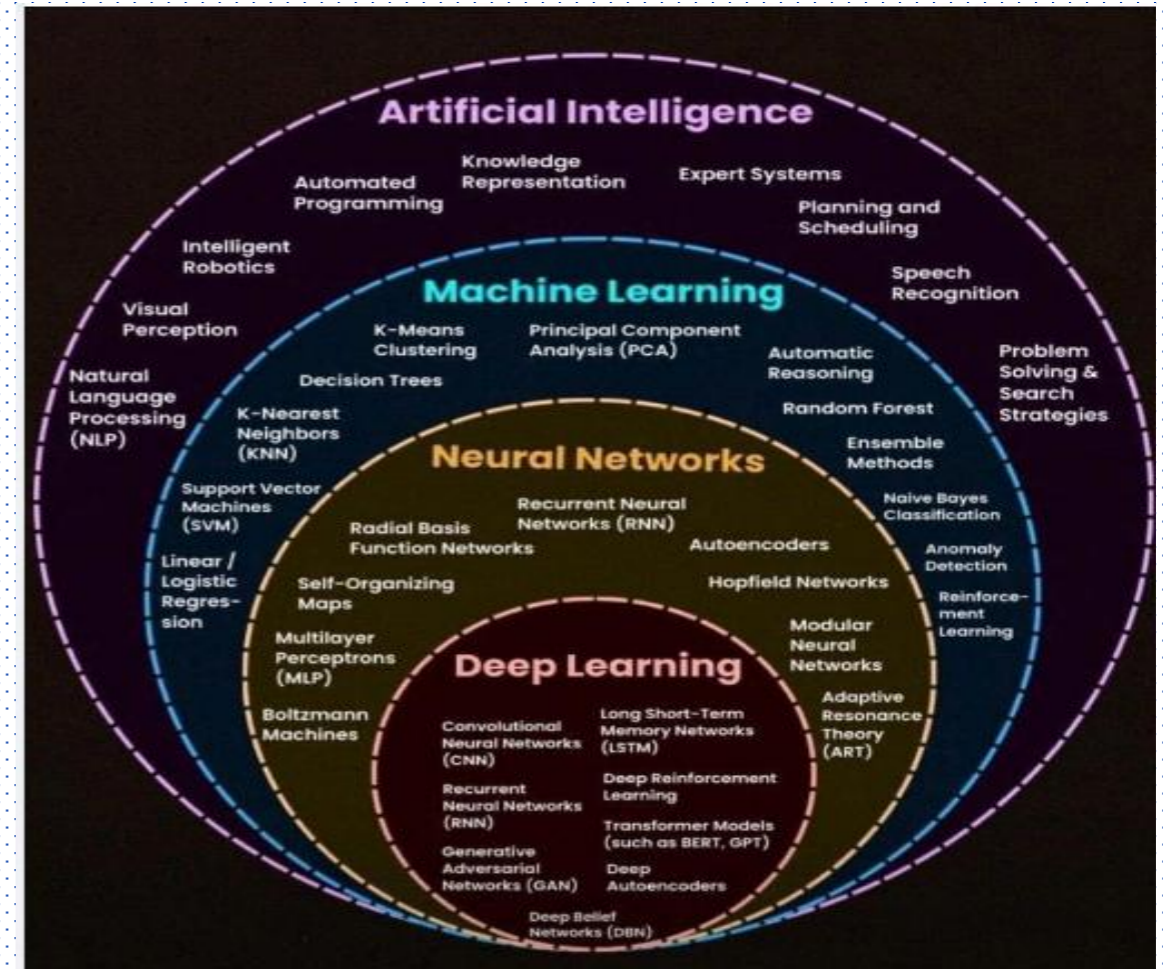 Artificial Intelligence
Knowledge
Representation
Expert Systems
Automated
Programming
Planning and
Scheduling
Intelligent
Robotics
Speech
Recognition
Visual
Perception
Problem
Solving &
Search
Strategies
Natural
Language
Processing
(NLP)
Machine Learning
K-Means
Clustering
Principal Component
Analysis (PCA)
Automatic
Reasoning
Decision Trees
Random Forest
K-Nearest
Neighbors
(KNN)
Ensemble
Methods
Support Vector
Machines
(SVM)
Naive Bayes
Classification
Linear /
Logistic
Regres-
sion
Anomaly
Detection
Reinforce-
ment
Learning
Neural Networks
Recurrent Neural
Networks (RNN)
Radial Basis
Function Networks
Autoencoders
Self-Organizing
Maps
Hopfield Networks
Multilayer
Perceptrons
(MLP)
Modular
Neural
Networks
Boltzmann
Machines
Adaptive
Resonance
Theory
(ART)
Deep Learning
Convolutional
Neural Networks
(CNN)
Long Short-Term
Memory Networks
(LSTM)
Recurrent
Neural Networks
(RNN)
Deep Reinforcement
Learning
Generative
Adversarial
Networks (GAN)
Transformer Models
(such as BERT, GPT)
Deep
Autoencoders
Deep Belief
Networks (DBN)